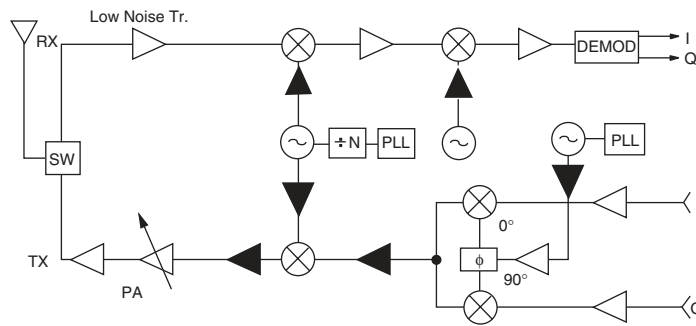 Low Noise Tr.
RX
DEMOD
I
Q
÷N
PLL
PLL
SW
0°
ϕ
90°
TX
PA